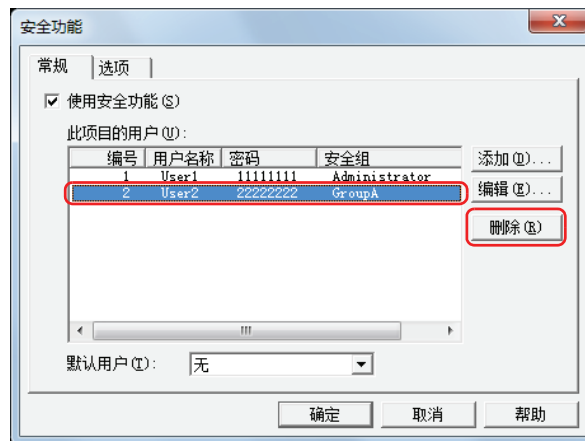 安全功能
常规 选项
使用安全功能(S)
此项目的用户(U):
编号 用户名称 密码 安全组
1 User1 11111111 Administrator
2 User2 22222222 GroupA
添加(D)...
编辑(E)...
删除(R)
默认用户(T): 无
确定 取消 帮助